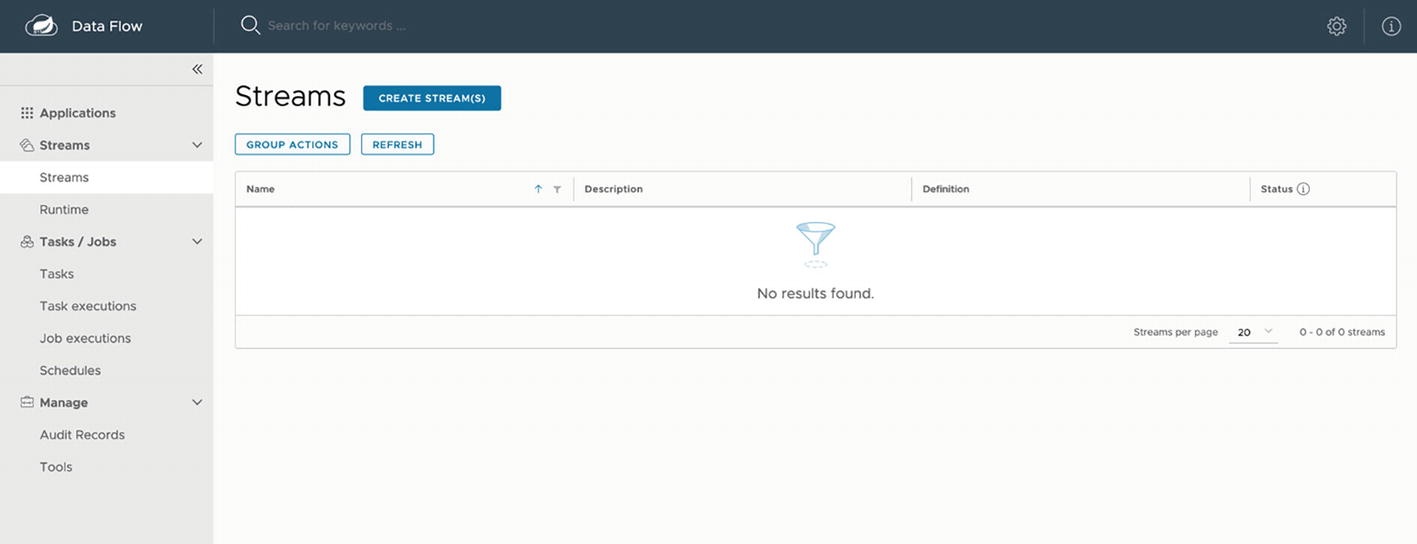 Data Flow
Search for keywords ...
Applications
Streams
Streams
Runtime
Tasks / Jobs
Tasks
Task executions
Job executions
Schedules
Manage
Audit Records
Tools
Streams CREATE STREAM(S)
GROUP ACTIONS REFRESH
Name Description Definition Status
No results found.
Streams per page 20 0 - 0 of 0 streams